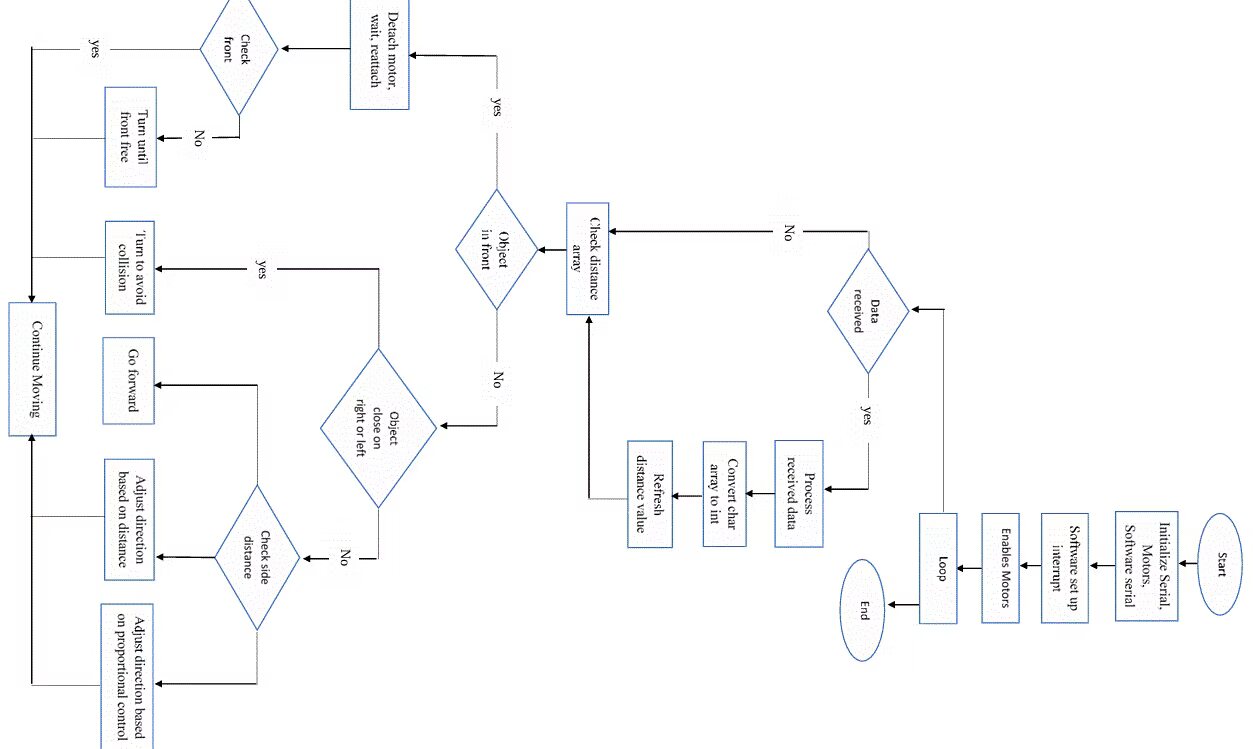 Start
Initialize Serial,
Motors,
Software serial
Software set up
interrupt
Enables Motors
Loop
End
Data
received
yes
No
Process
received data
Convert char
array to int
Refresh
distance value
Check distance
array
Object
in front
yes
No
Detach motor,
wait, reattach
Check
front
yes
No
Turn until
front free
Object
close on
right or left
yes
No
Turn to avoid
collision
Check side
distance
Go forward
Adjust direction
based on distance
Adjust direction based
on proportional control
Continue Moving